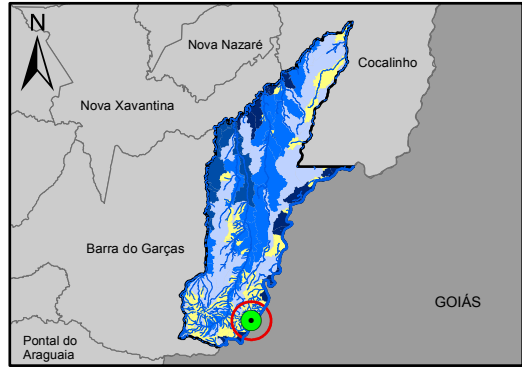 N
Nova Nazaré
Cocalinho
Nova Xavantina
Barra do Garças
GOIÁS
Pontal do
Araguaia